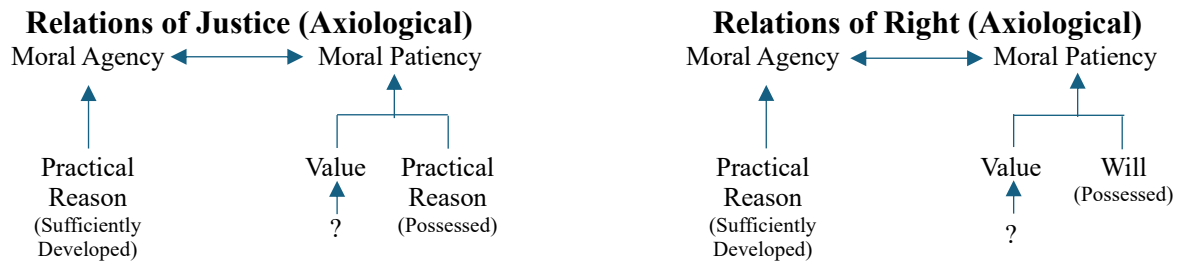 Relations of Justice (Axiological)
Moral Agency
Moral Patiency
Practical
Reason
(Sufficiently
Developed)
Value
?
Practical
Reason
(Possessed)
Relations of Right (Axiological)
Moral Agency
Moral Patiency
Practical
Reason
(Sufficiently
Developed)
Value
?
Will
(Possessed)